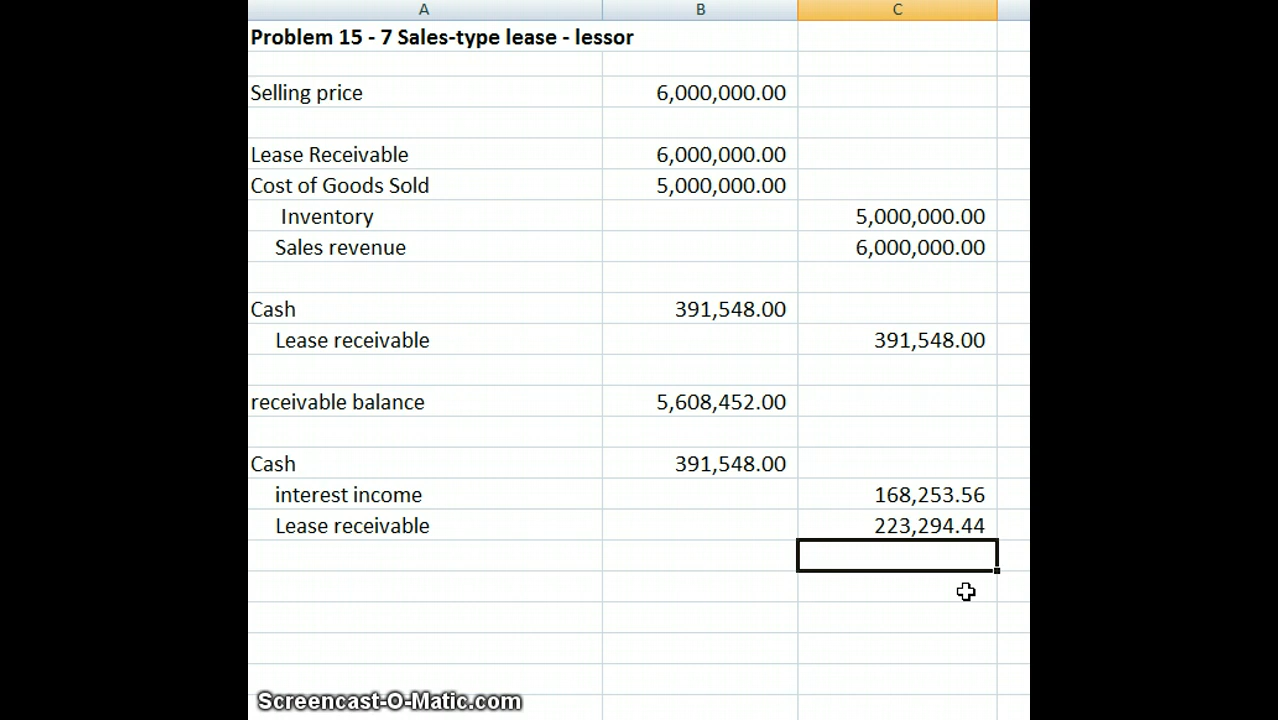 A B C
Problem 15 - 7 Sales-type lease - lessor
Selling price 6,000,000.00
Lease Receivable 6,000,000.00
Cost of Goods Sold 5,000,000.00
Inventory 5,000,000.00
Sales revenue 6,000,000.00
Cash 391,548.00
Lease receivable 391,548.00
receivable balance 5,608,452.00
Cash 391,548.00
interest income 168,253.56
Lease receivable 223,294.44
Screencast-O-Matic.com